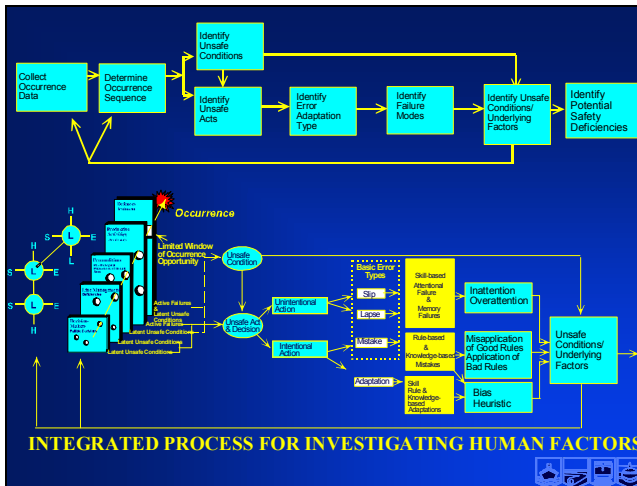 Identify
Unsafe
Conditions
Collect
Occurrence
Data
Determine
Occurrence
Sequence
Identify
Unsafe
Acts
Identify
Error
Adaptation
Type
Identify
Failure
Modes
Identify Unsafe
Conditions/
Underlying
Factors
Identify
Potential
Safety
Deficiencies
H
S
L
E
H
L
S
L
E
S
L
E
H
Defences
Occurrence
Limited Window
of Occurrence
Opportunity
Active Failures
&
Latent Unsafe
Conditions
Active Failures
Latent Unsafe Conditions
Latent Unsafe Conditions
Latent Unsafe Conditions
Unsafe
Condition
Unsafe Act
& Decision
Unintentional
Action
Intentional
Action
Basic Error
Types
Slip
Lapse
Mistake
Adaptation
Skill-based
Attentional
Failure
&
Memory
Failures
Rule-based
&
Knowledge-based
Mistakes
Skill
Rule &
Knowledge-
based
Adaptations
Inattention
Overattention
Misapplication
of Good Rules
Application of
Bad Rules
Bias
Heuristic
Unsafe
Conditions/
Underlying
Factors
INTEGRATED PROCESS FOR INVESTIGATING HUMAN FACTORS